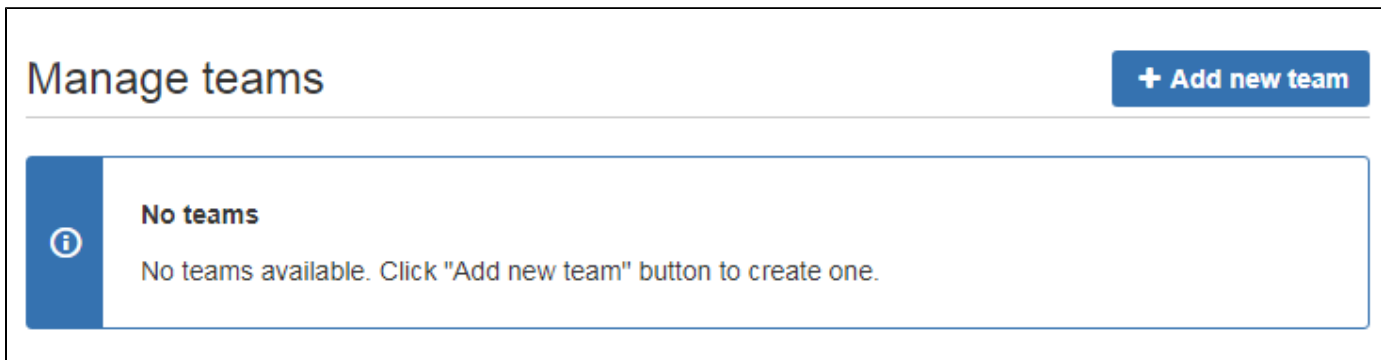 Manage teams
+ Add new team
No teams
No teams available. Click "Add new team" button to create one.